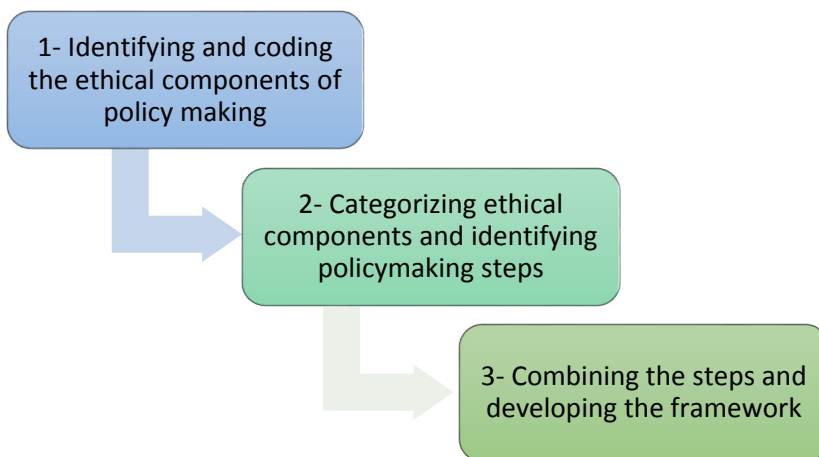 1- Identifying and coding
the ethical components of
policy making
2- Categorizing ethical
components and identifying
policymaking steps
3- Combining the steps and
developing the framework